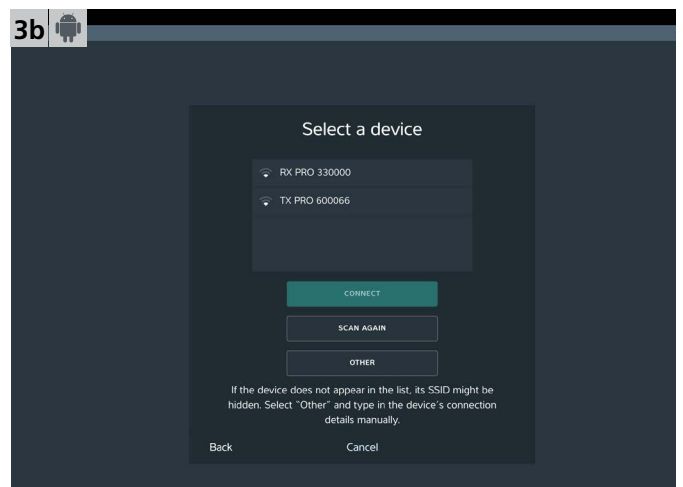 3b
Select a device
RX PRO 330000
TX PRO 600066
CONNECT
SCAN AGAIN
OTHER
If the device does not appear in the list, its SSID might be
hidden. Select “Other” and type in the device´s connection
details manually.
Back Cancel